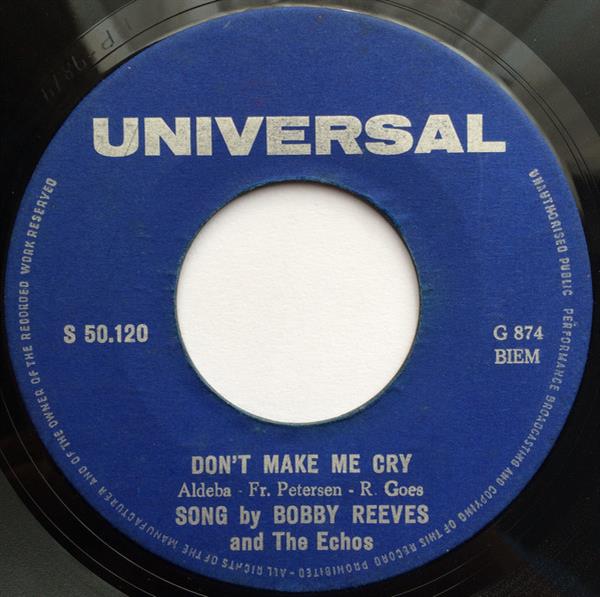 UNIVERSAL
S 50.120
G 874
BIEM
DON'T MAKE ME CRY
Aldeba - Fr. Petersen - R. Goes
SONG by BOBBY REEVES
and The Echos
ALL RIGHTS OF THE MANUFACTURER AND OF THE OWNER OF THE RECORDED WORK RESERVED
UNAUTHORISED PUBLIC PERFORMANCE BROADCASTING AND COPYING OF THIS RECORD PROHIBITED -